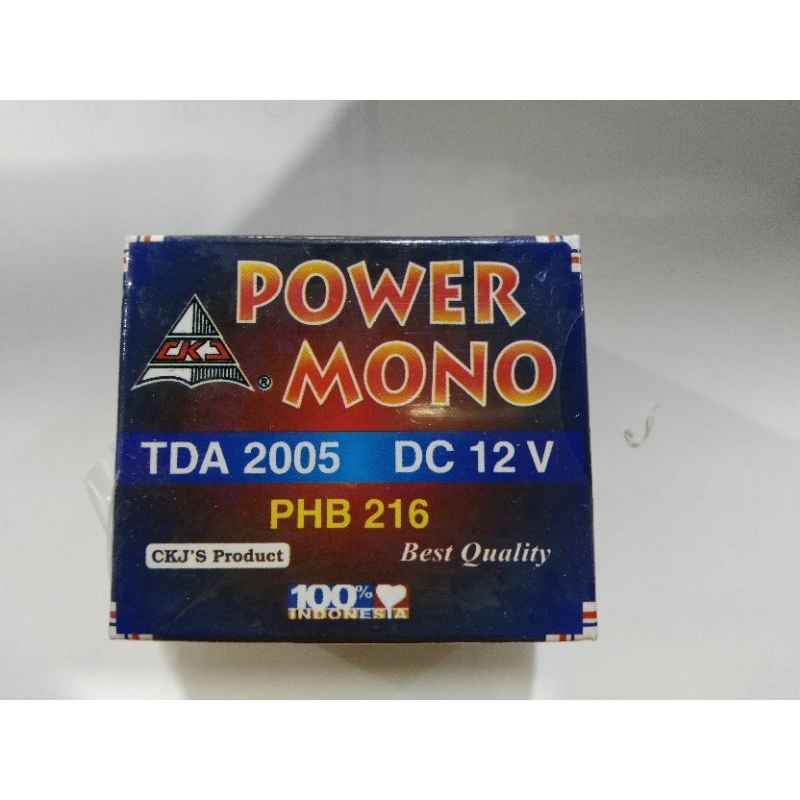 POWER
MONO
CKJ
®
TDA 2005 DC 12 V
PHB 216
CKJ'S Product
Best Quality
100%
INDONESIA